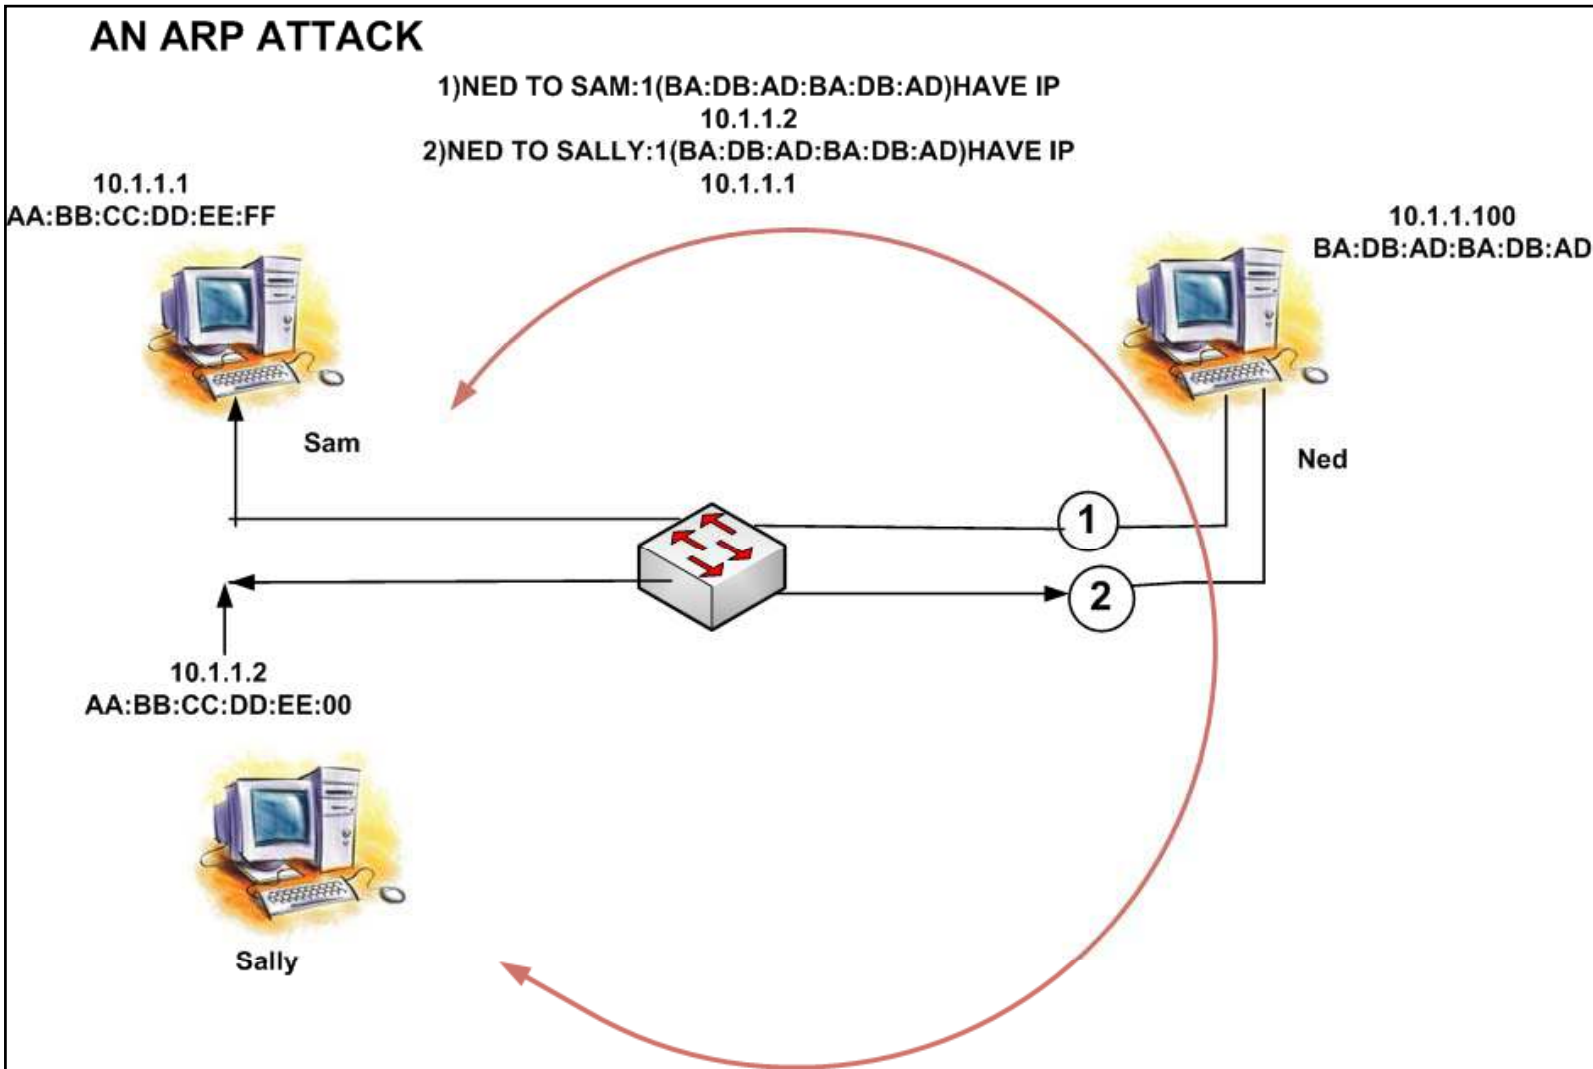 AN ARP ATTACK
1)NED TO SAM:1(BA:DB:AD:BA:DB:AD)HAVE IP
10.1.1.2
2)NED TO SALLY:1(BA:DB:AD:BA:DB:AD)HAVE IP
10.1.1.1
10.1.1.1
AA:BB:CC:DD:EE:FF
10.1.1.100
BA:DB:AD:BA:DB:AD
Sam
Ned
1
2
10.1.1.2
AA:BB:CC:DD:EE:00
Sally